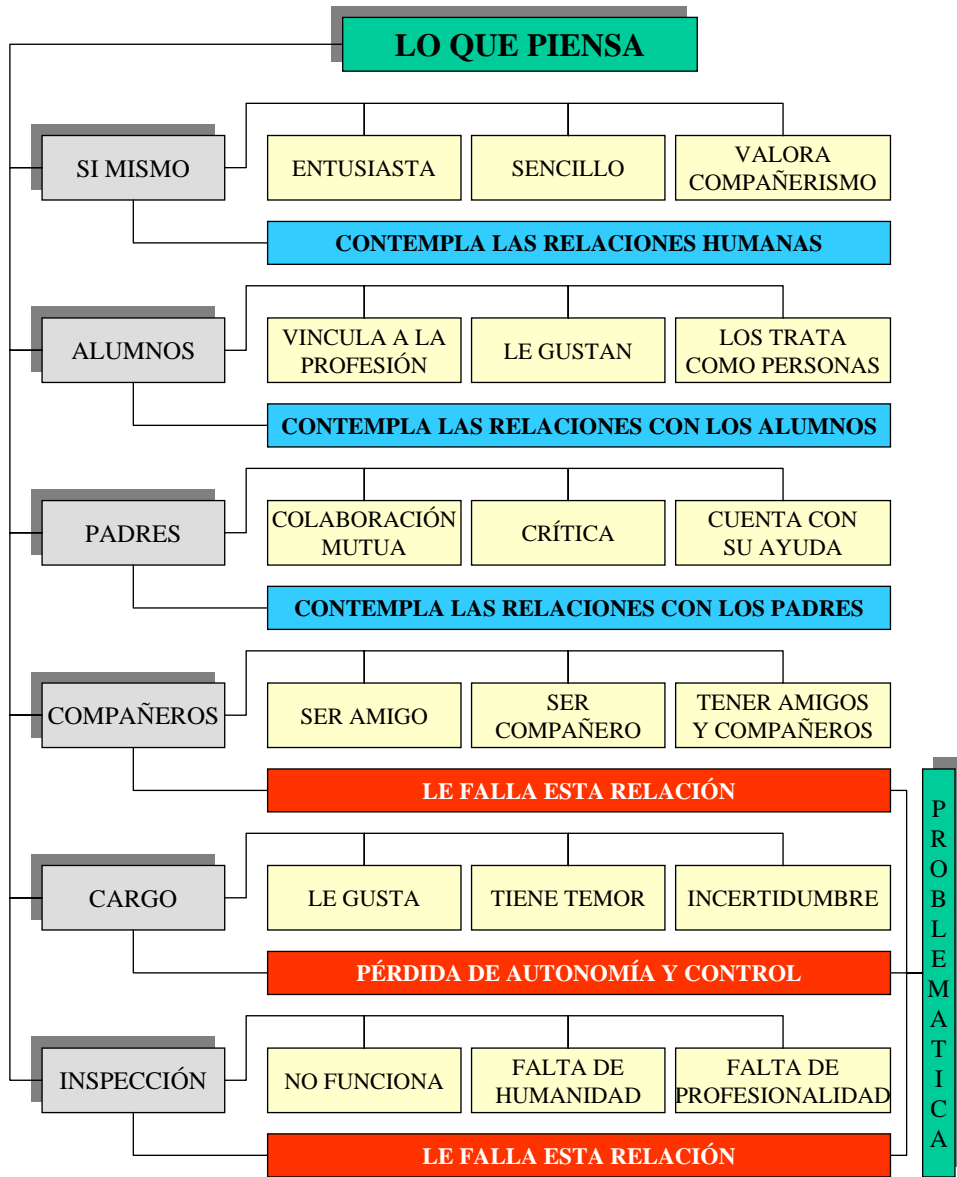 LO QUE PIENSA
SI MISMO
ENTUSIASTA
SENCILLO
VALORA
COMPAÑERISMO
CONTEMPLA LAS RELACIONES HUMANAS
ALUMNOS
VINCULA A LA
PROFESIÓN
LE GUSTAN
LOS TRATA
COMO PERSONAS
CONTEMPLA LAS RELACIONES CON LOS ALUMNOS
PADRES
COLABORACIÓN
MUTUA
CRÍTICA
CUENTA CON
SU AYUDA
CONTEMPLA LAS RELACIONES CON LOS PADRES
COMPAÑEROS
SER AMIGO
SER
COMPAÑERO
TENER AMIGOS
Y COMPAÑEROS
LE FALLA ESTA RELACIÓN
CARGO
LE GUSTA
TIENE TEMOR
INCERTIDUMBRE
PÉRDIDA DE AUTONOMÍA Y CONTROL
INSPECCIÓN
NO FUNCIONA
FALTA DE
HUMANIDAD
FALTA DE
PROFESIONALIDAD
LE FALLA ESTA RELACIÓN
PROBLEMATICA